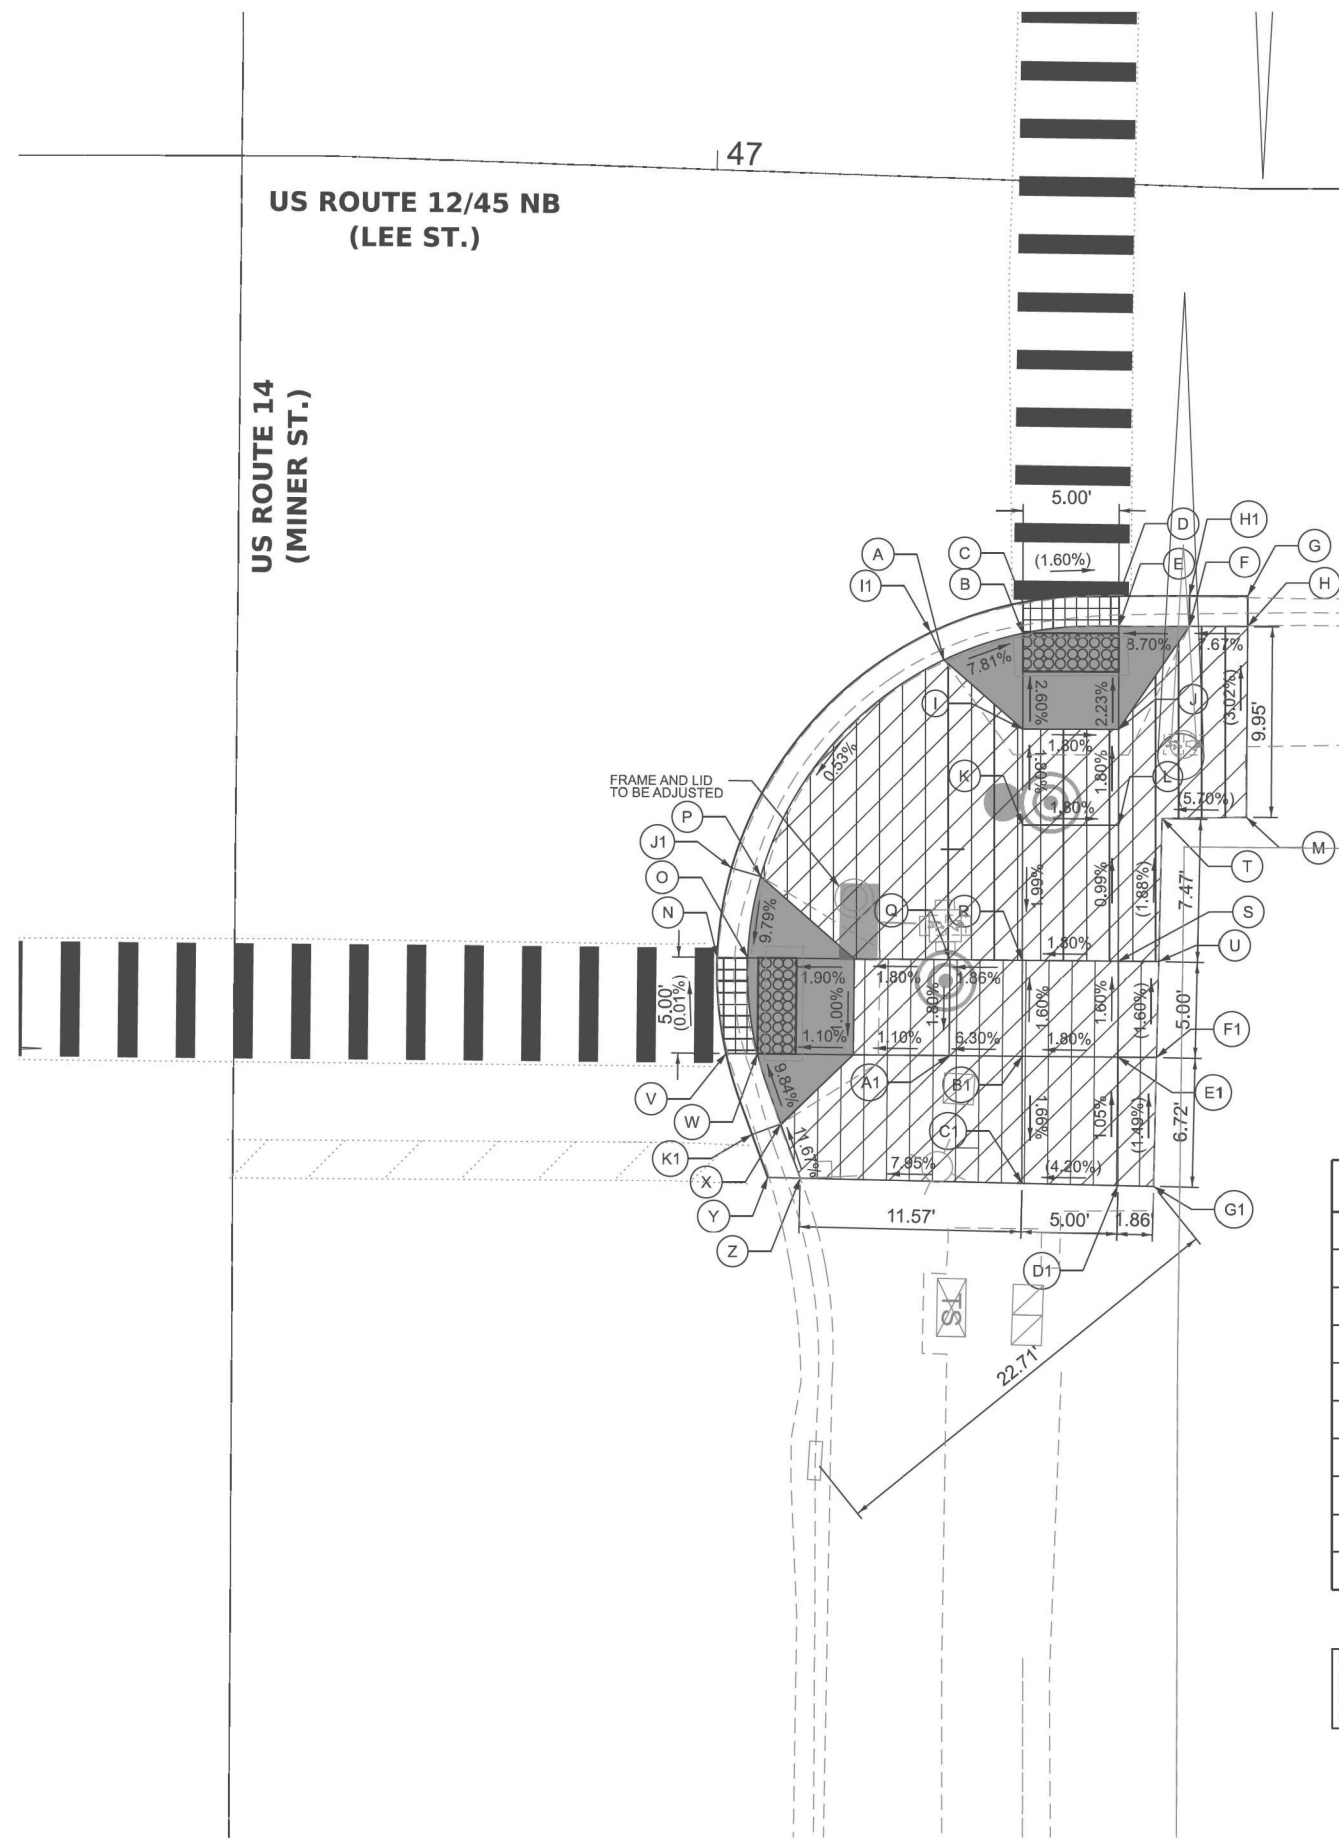 47
US ROUTE 12/45 NB
(LEE ST.)
US ROUTE 14
(MINER ST.)
5.00'
(1.60%)
D
H1
G
A
C
E
F
H
I1
B
8.70%
7.67%
7.81%
2.60%
2.23%
(3.02%)
9.95'
I
J
1.80%
0.53%
1.80%
1.80%
K
L
FRAME AND LID
TO BE ADJUSTED
1.80%
(5.70%)
P
J1
M
T
O
1.99%
0.99%
(1.88%)
7.47'
N
9.79%
Q
R
S
1.80%
U
1.90%
1.80%
1.86%
5.00'
(0.01%)
1.00%
1.80%
1.60%
1.60%
(1.60%)
5.00'
F1
1.10%
1.10%
6.30%
1.80%
V
9.84%
A1
B1
E1
W
1.66%
1.05%
(1.49%)
6.72'
C1
K1
11.67%
X
7.95%
(4.20%)
Y
11.57'
5.00'
1.86'
G1
Z
D1
TS
22.71'